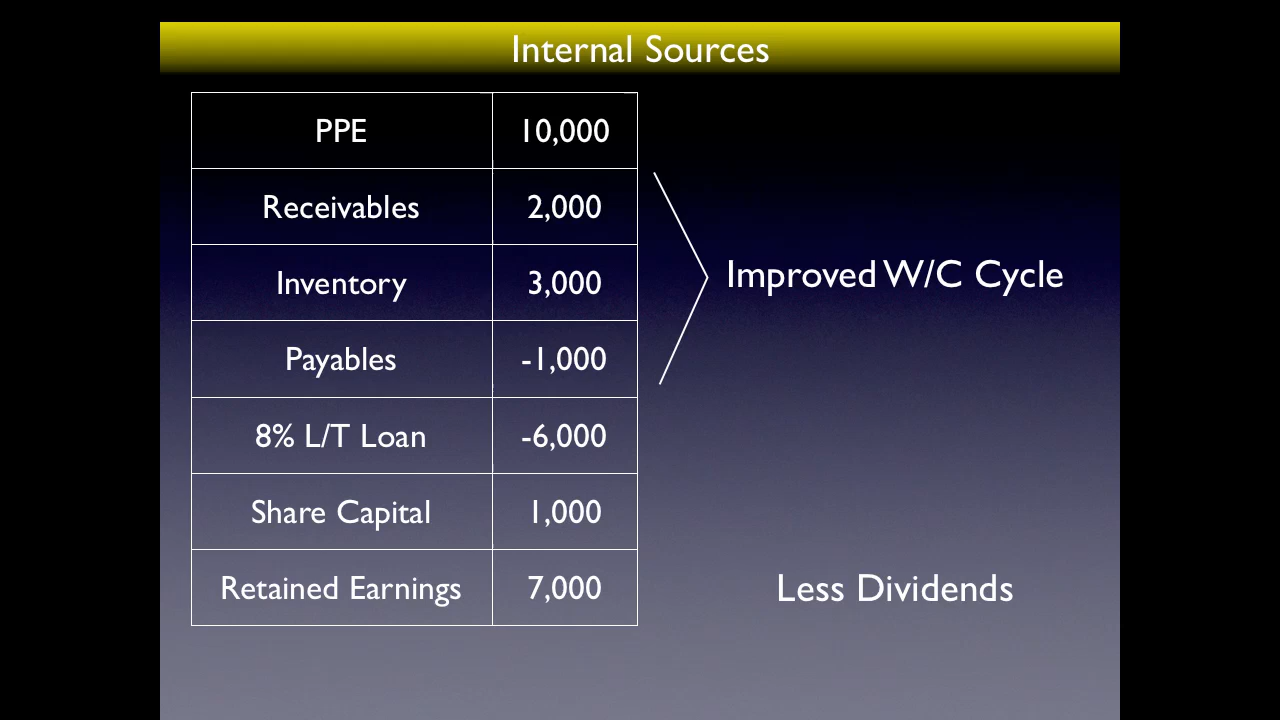 Internal Sources
PPE 10,000
Receivables 2,000
Inventory 3,000
Payables -1,000
Improved W/C Cycle
8% L/T Loan -6,000
Share Capital 1,000
Retained Earnings 7,000
Less Dividends